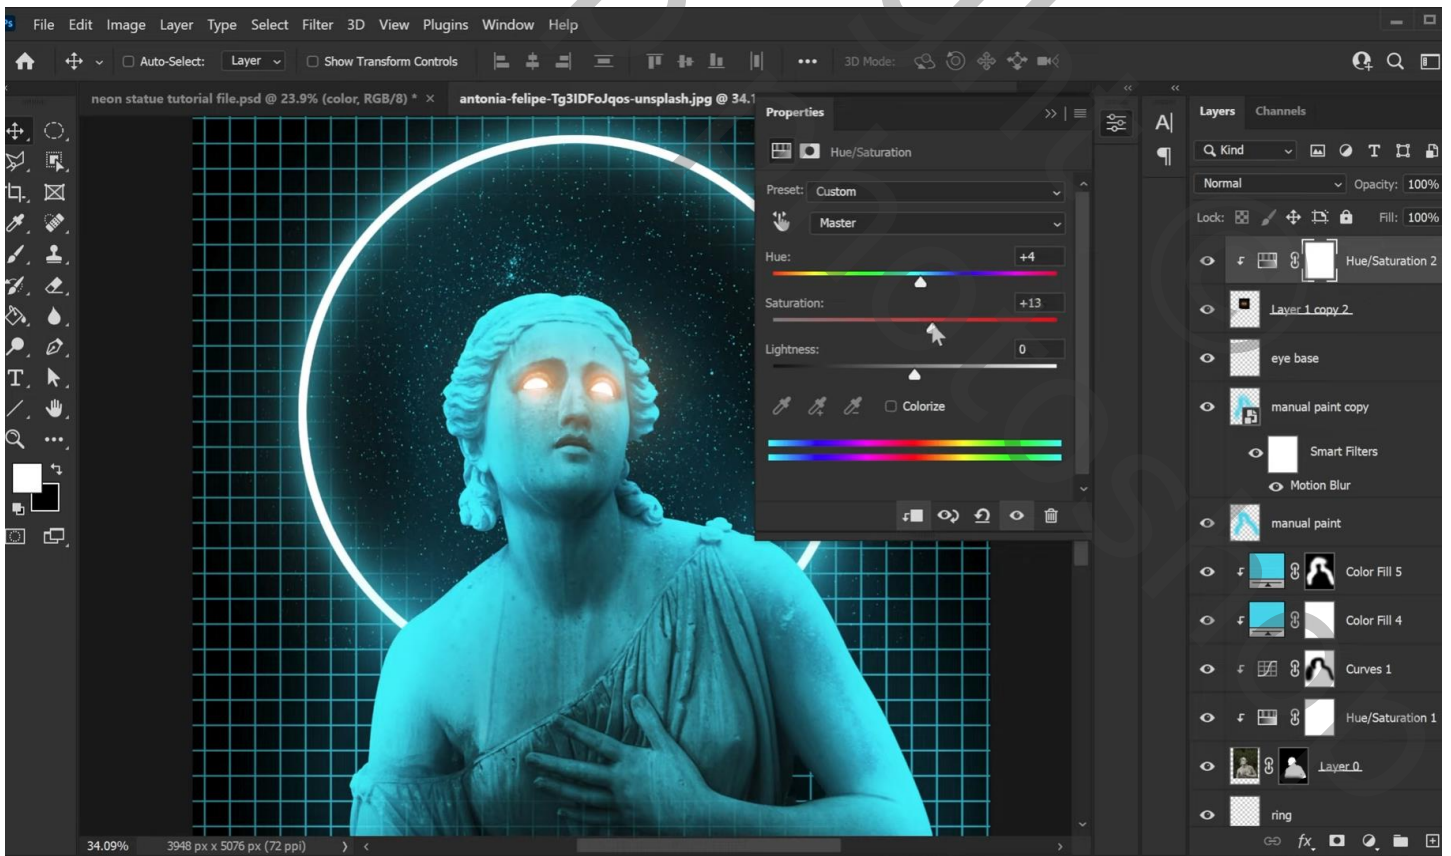 Ps File Edit Image Layer Type Select Filter 3D View Plugins Window Help
Auto-Select: Layer Show Transform Controls 3D Mode:
neon statue tutorial file.psd @ 23.9% (color, RGB/8) * × antonia-felipe-Tg3IDFoJqos-unsplash.jpg @ 34.1
Properties
Hue/Saturation
Preset: Custom
Master
Hue: +4
Saturation: +13
Lightness: 0
Colorize
A
Layers Channels
Kind
Normal Opacity: 100%
Lock: Fill: 100%
Hue/Saturation 2
Layer 1 copy 2
eye base
manual paint copy
Smart Filters
Motion Blur
manual paint
Color Fill 5
Color Fill 4
Curves 1
Hue/Saturation 1
Layer 0
ring
fx
34.09% 3948 px x 5076 px (72 ppi)